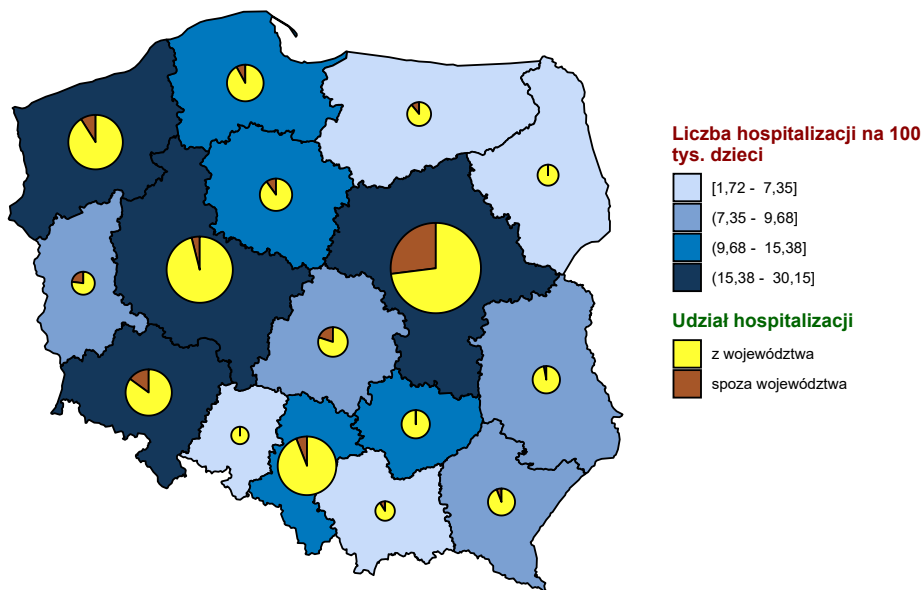 Liczba hospitalizacji na 100
tys. dzieci
[1,72 - 7,35]
(7,35 - 9,68]
(9,68 - 15,38]
(15,38 - 30,15]
Udział hospitalizacji
z województwa
spoza województwa